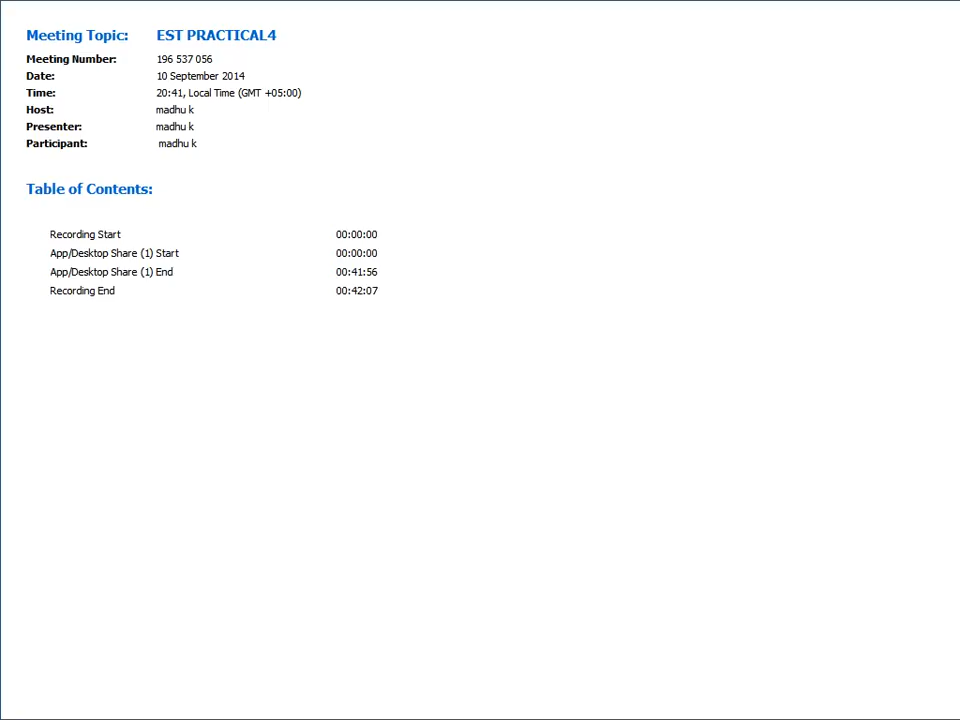 Meeting Topic: EST PRACTICAL4
Meeting Number: 196 537 056
Date: 10 September 2014
Time: 20:41, Local Time (GMT +05:00)
Host: madhu k
Presenter: madhu k
Participant: madhu k
Table of Contents:
Recording Start 00:00:00
App/Desktop Share (1) Start 00:00:00
App/Desktop Share (1) End 00:41:56
Recording End 00:42:07